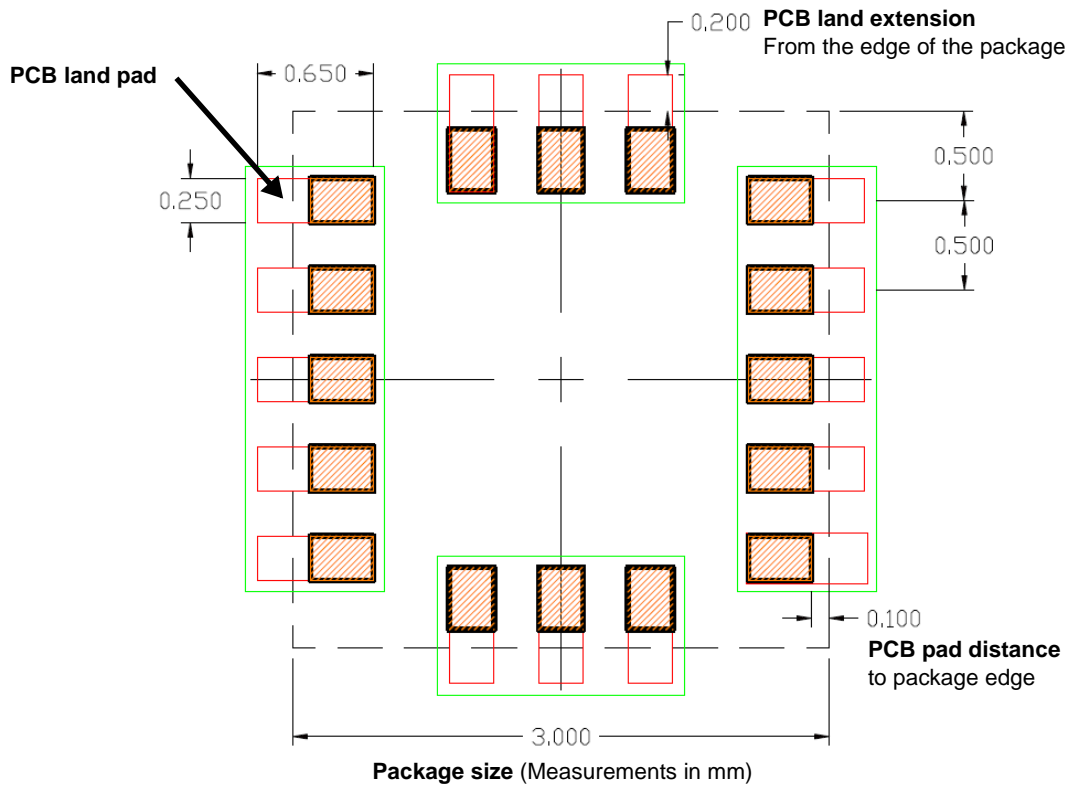 0.200
PCB land extension
From the edge of the package
PCB land pad
0.650
0.500
0.250
0.500
0.100
PCB pad distance
to package edge
3.000
Package size (Measurements in mm)